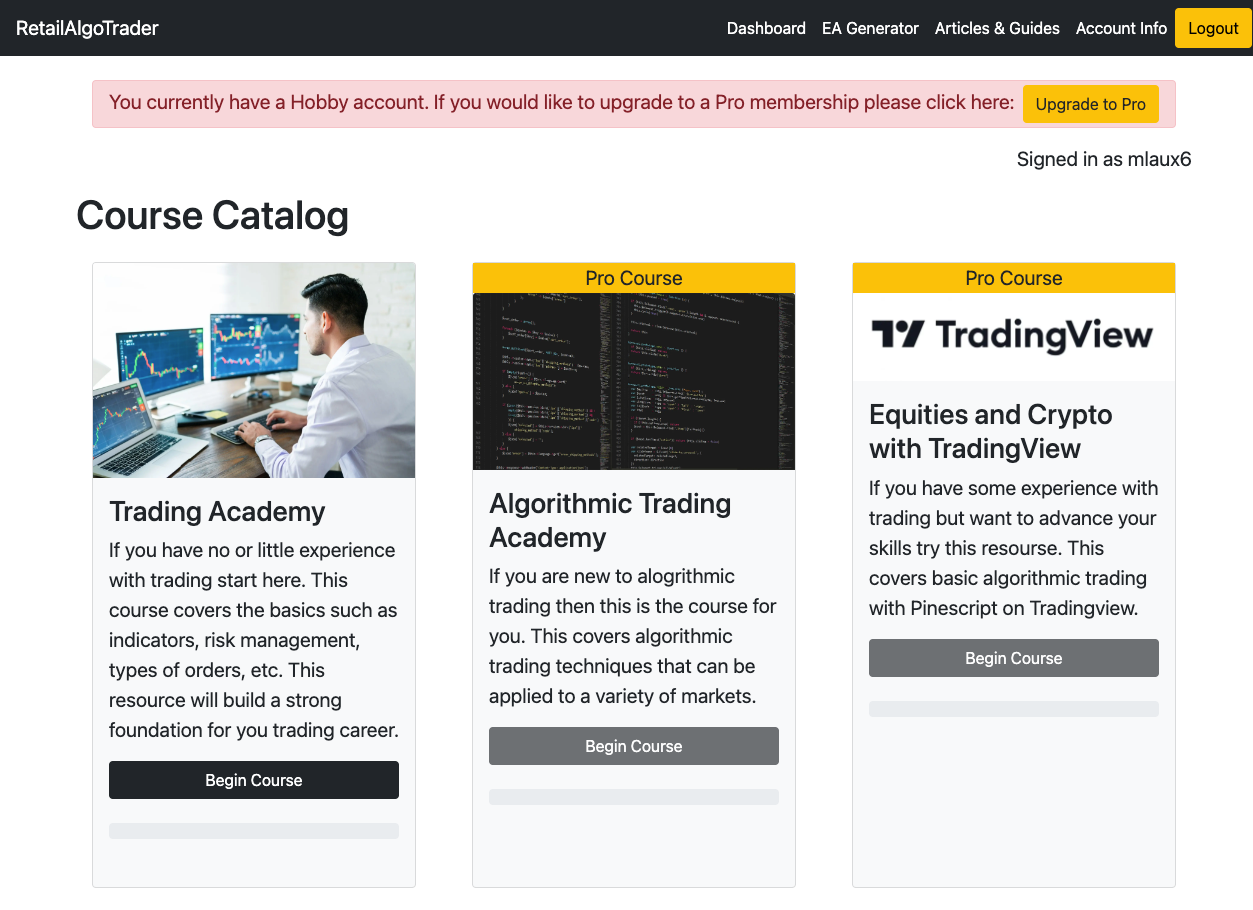 RetailAlgoTrader
Dashboard
EA Generator
Articles & Guides
Account Info
Logout
You currently have a Hobby account. If you would like to upgrade to a Pro membership please click here:
Upgrade to Pro
Signed in as mlaux6
Course Catalog
Trading Academy
If you have no or little experience
with trading start here. This
course covers the basics such as
indicators, risk management,
types of orders, etc. This
resource will build a strong
foundation for you trading career.
Begin Course
Pro Course
Algorithmic Trading
Academy
If you are new to alogrithmic
trading then this is the course for
you. This covers algorithmic
trading techniques that can be
applied to a variety of markets.
Begin Course
Pro Course
TradingView
Equities and Crypto
with TradingView
If you have some experience with
trading but want to advance your
skills try this resourse. This
covers basic algorithmic trading
with Pinescript on Tradingview.
Begin Course